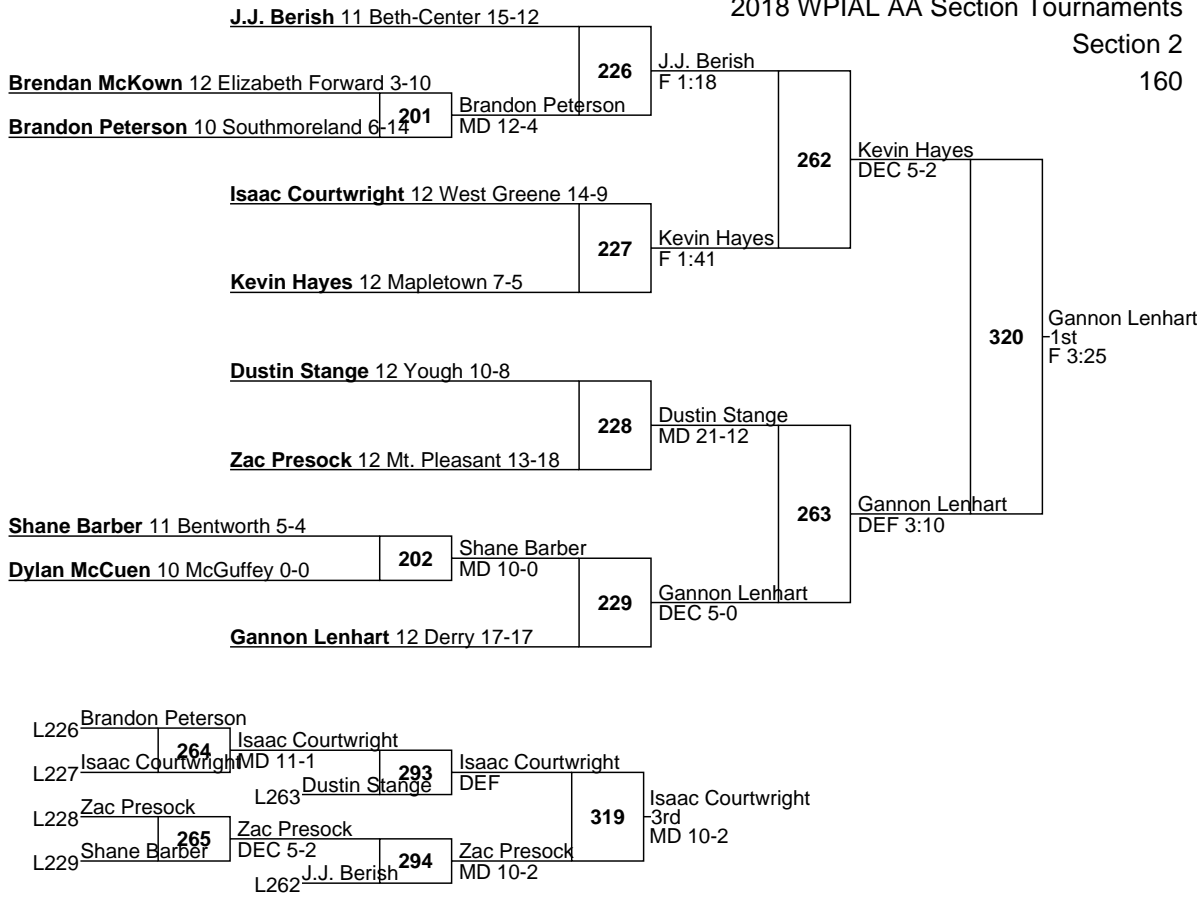 2018 WPIAL AA Section Tournaments
Section 2
160
J.J. Berish 11 Beth-Center 15-12
Brendan McKown 12 Elizabeth Forward 3-10
Brandon Peterson 10 Southmoreland 6-14
201
Brandon Peterson
MD 12-4
226
J.J. Berish
F 1:18
Isaac Courtwright 12 West Greene 14-9
Kevin Hayes 12 Mapletown 7-5
227
Kevin Hayes
F 1:41
262
Kevin Hayes
DEC 5-2
Dustin Stange 12 Yough 10-8
Zac Presock 12 Mt. Pleasant 13-18
228
Dustin Stange
MD 21-12
Shane Barber 11 Bentworth 5-4
Dylan McCuen 10 McGuffey 0-0
202
Shane Barber
MD 10-0
Gannon Lenhart 12 Derry 17-17
229
Gannon Lenhart
DEC 5-0
263
Gannon Lenhart
DEF 3:10
320
Gannon Lenhart
1st
F 3:25
L226 Brandon Peterson
L227 Isaac Courtwright
264
Isaac Courtwright
MD 11-1
L263 Dustin Stange
293
Isaac Courtwright
DEF
L228 Zac Presock
L229 Shane Barber
265
Zac Presock
DEC 5-2
L262 J.J. Berish
294
Zac Presock
MD 10-2
319
Isaac Courtwright
3rd
MD 10-2